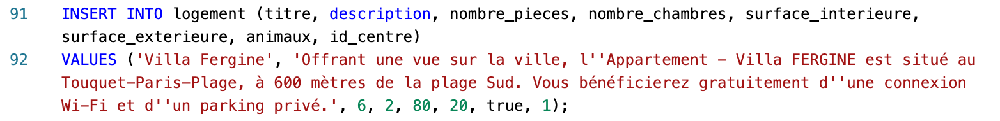 91 INSERT INTO logement (titre, description, nombre_pieces, nombre_chambres, surface_interieure,
surface_exterieure, animaux, id_centre)
92 VALUES ('Villa Fergine', 'Offrant une vue sur la ville, l''Appartement - Villa FERGINE est situé au
Touquet-Paris-Plage, à 600 mètres de la plage Sud. Vous bénéficierez gratuitement d''une connexion
Wi-Fi et d''un parking privé.', 6, 2, 80, 20, true, 1);